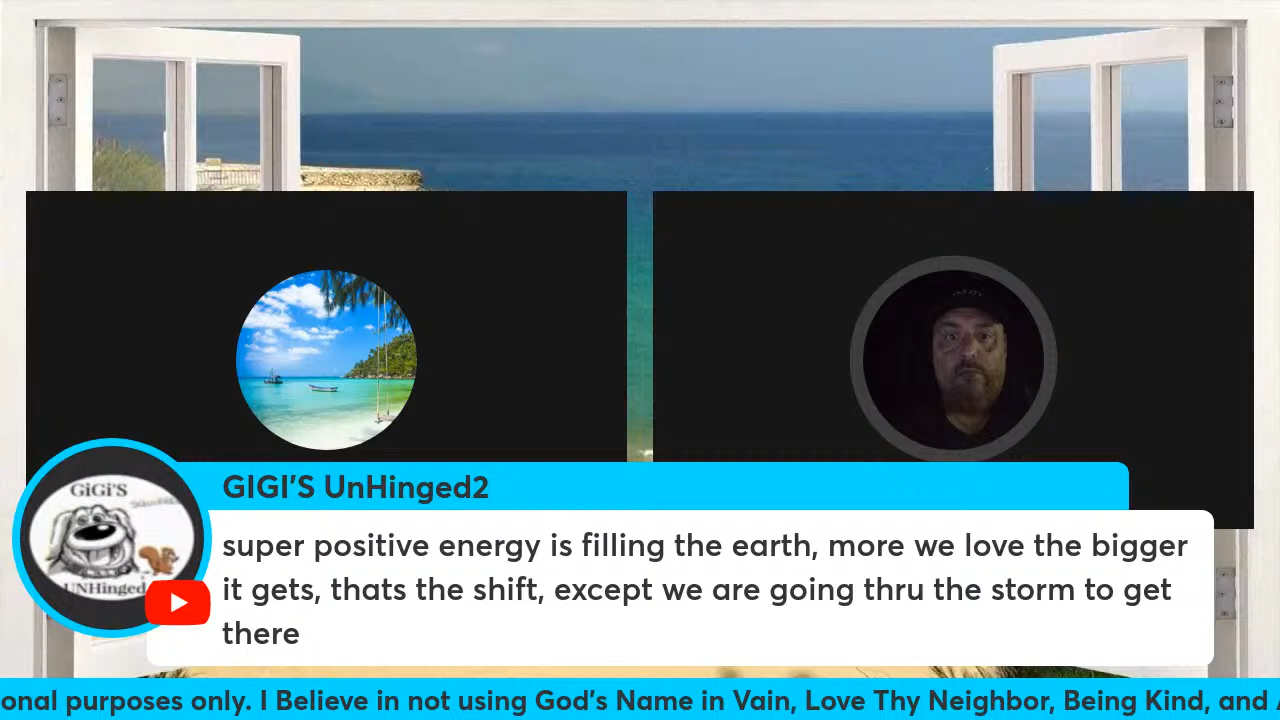 GIGI'S UnHinged2
GiGi'S
UNHinged
super positive energy is filling the earth, more we love the bigger
it gets, thats the shift, except we are going thru the storm to get
there
onal purposes only. I Believe in not using God's Name in Vain, Love Thy Neighbor, Being Kind, and